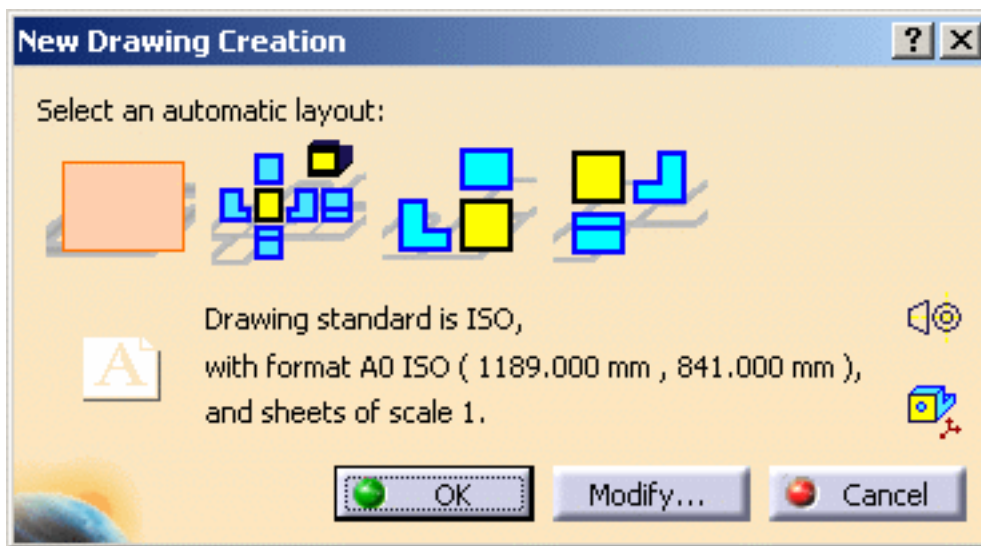 New Drawing Creation
Select an automatic layout:
A
Drawing standard is ISO,
with format A0 ISO ( 1189.000 mm , 841.000 mm ),
and sheets of scale 1.
OK Modify... Cancel